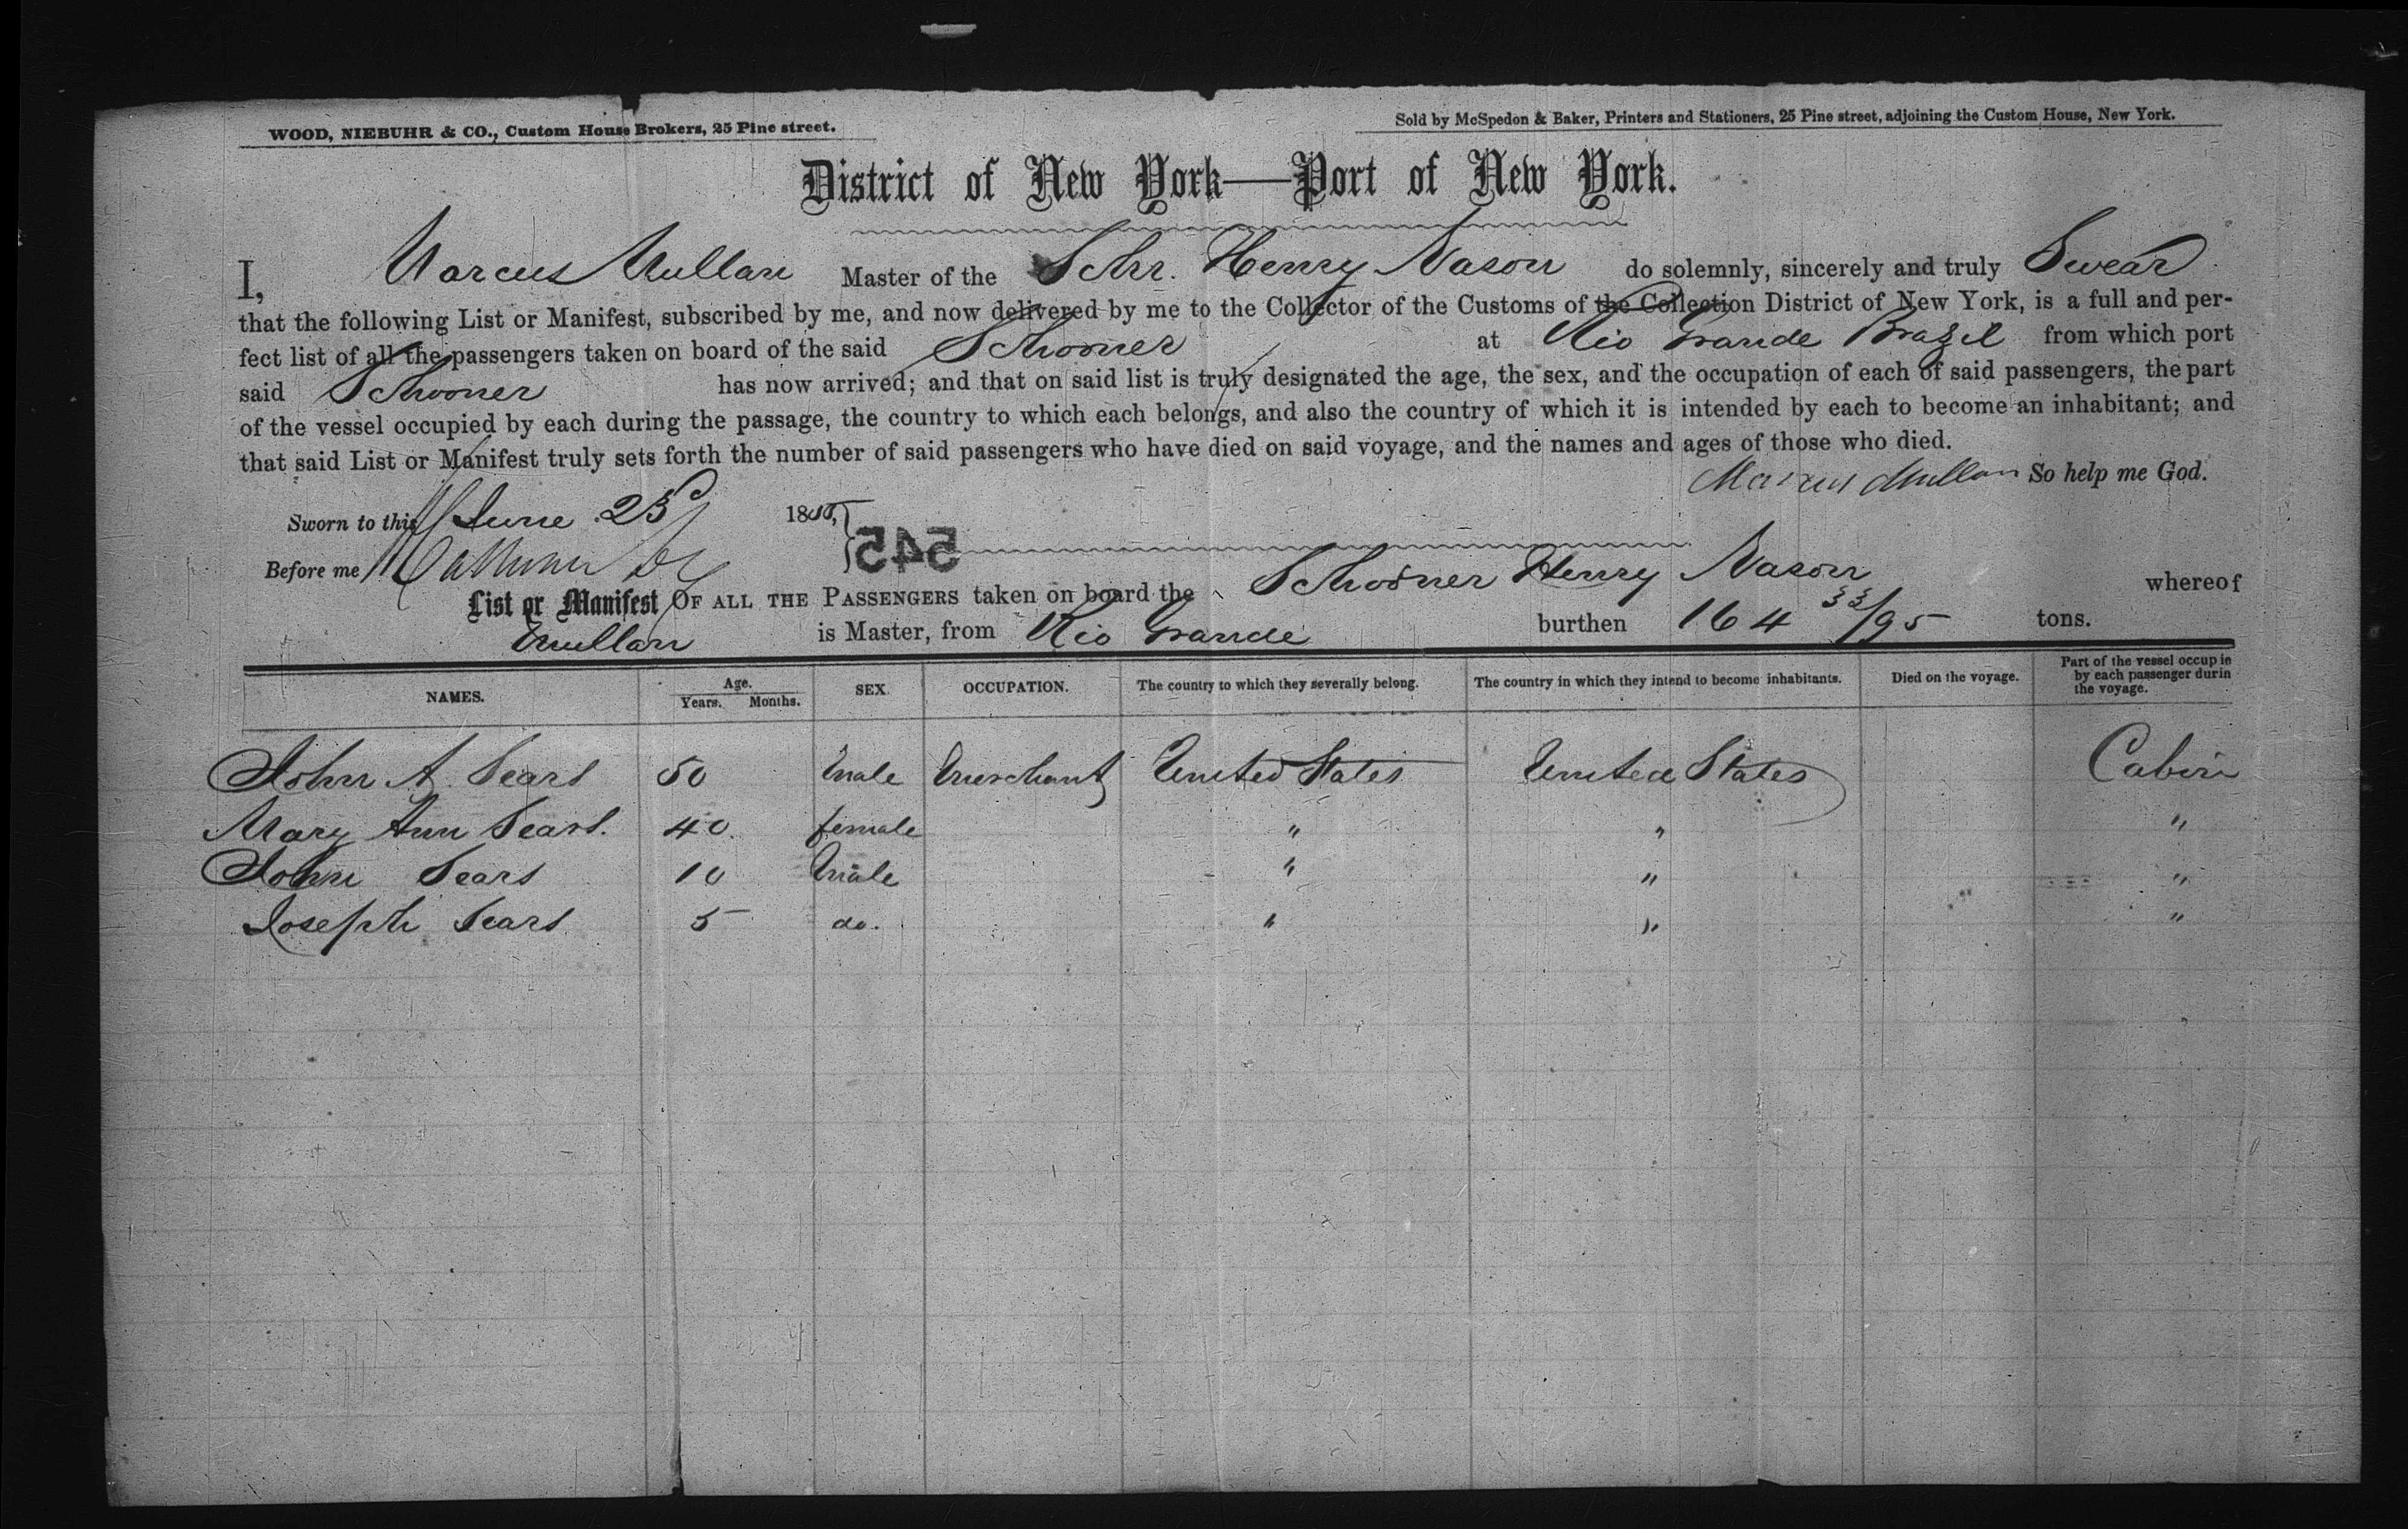 WOOD, NIEBUHR & CO., Custom House Brokers, 25 Pine street.
Sold by McSpedon & Baker, Printers and Stationers, 25 Pine street, adjoining the Custom House, New York.
District of New York—Port of New York.
I, Marcus Mullan Master of the Schr. Henry Nason do solemnly, sincerely and truly Swear
that the following List or Manifest, subscribed by me, and now delivered by me to the Collector of the Customs of the Collection District of New York, is a full and per-
fect list of all the passengers taken on board of the said Schooner at Rio Grande Brazil from which port
said Schooner has now arrived; and that on said list is truly designated the age, the sex, and the occupation of each of said passengers, the part
of the vessel occupied by each during the passage, the country to which each belongs, and also the country of which it is intended by each to become an inhabitant; and
that said List or Manifest truly sets forth the number of said passengers who have died on said voyage, and the names and ages of those who died.
Marcus Mullan So help me God.
Sworn to this June 25 18
545
Before me
List or Manifest OF ALL THE PASSENGERS taken on board the Schooner Henry Nason whereof
Mullan is Master, from Rio Grande burthen 164 33/95 tons.
NAMES. Age. Years. Months. SEX. OCCUPATION. The country to which they severally belong. The country in which they intend to become inhabitants. Died on the voyage. Part of the vessel occupie by each passenger durin the voyage.
John A. Sears 50 Male Merchant United States United States Cabin
Mary Ann Sears. 40. female " " "
John Sears 10 Male " " "
Joseph Sears 5 do. " " "